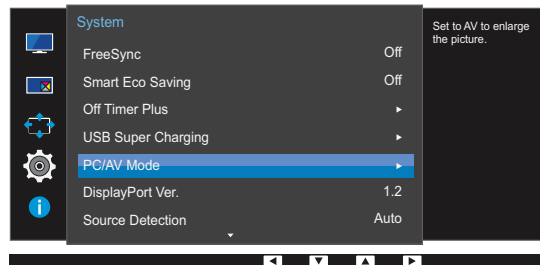 System
FreeSync Off
Smart Eco Saving Off
Off Timer Plus
USB Super Charging
PC/AV Mode
DisplayPort Ver. 1.2
Source Detection Auto
Set to AV to enlarge
the picture.